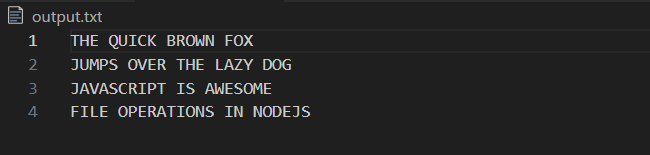 output.txt
1 THE QUICK BROWN FOX
2 JUMPS OVER THE LAZY DOG
3 JAVASCRIPT IS AWESOME
4 FILE OPERATIONS IN NODEJS